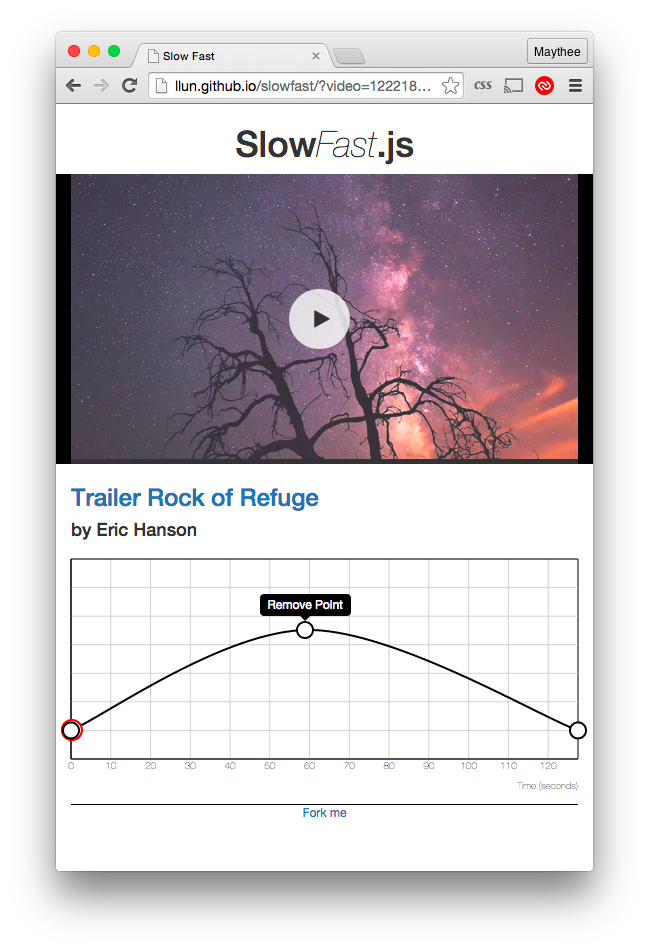 Slow Fast
Maythee
llun.github.io/slowfast/?video=122218...
css
SlowFast.js
Trailer Rock of Refuge
by Eric Hanson
Remove Point
0 10 20 30 40 50 60 70 80 90 100 110 120
Time (seconds)
Fork me